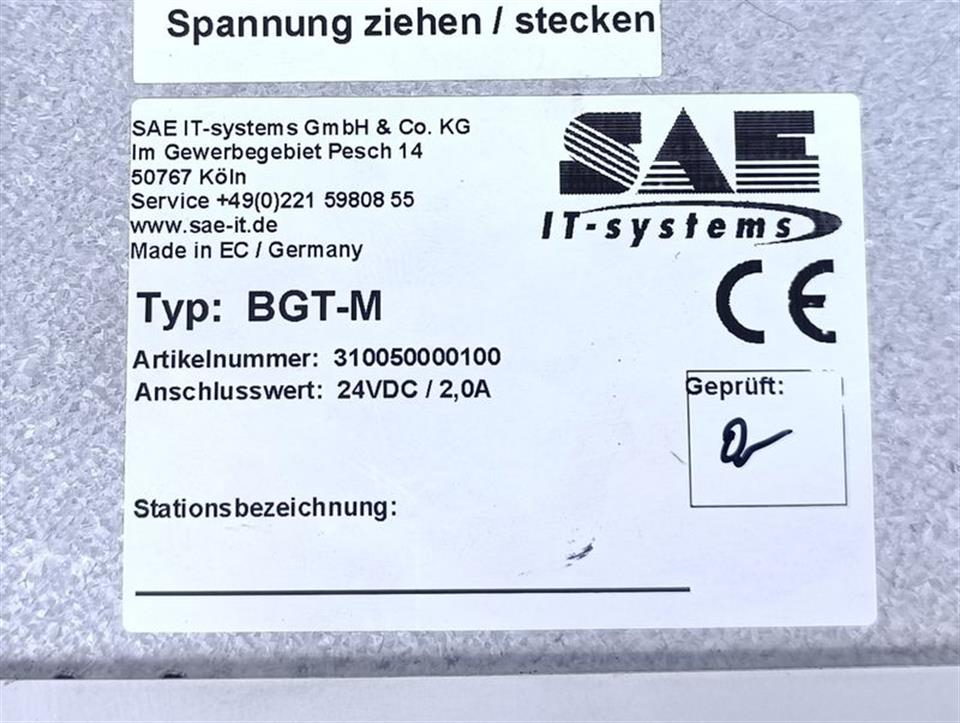 Spannung ziehen / stecken
SAE IT-systems GmbH & Co. KG
Im Gewerbegebiet Pesch 14
50767 Köln
Service +49(0)221 59808 55
www.sae-it.de
Made in EC / Germany
SAE
IT-systems
CE
Typ: BGT-M
Artikelnummer: 310050000100
Anschlusswert: 24VDC / 2,0A
Geprüft:
Stationsbezeichnung: